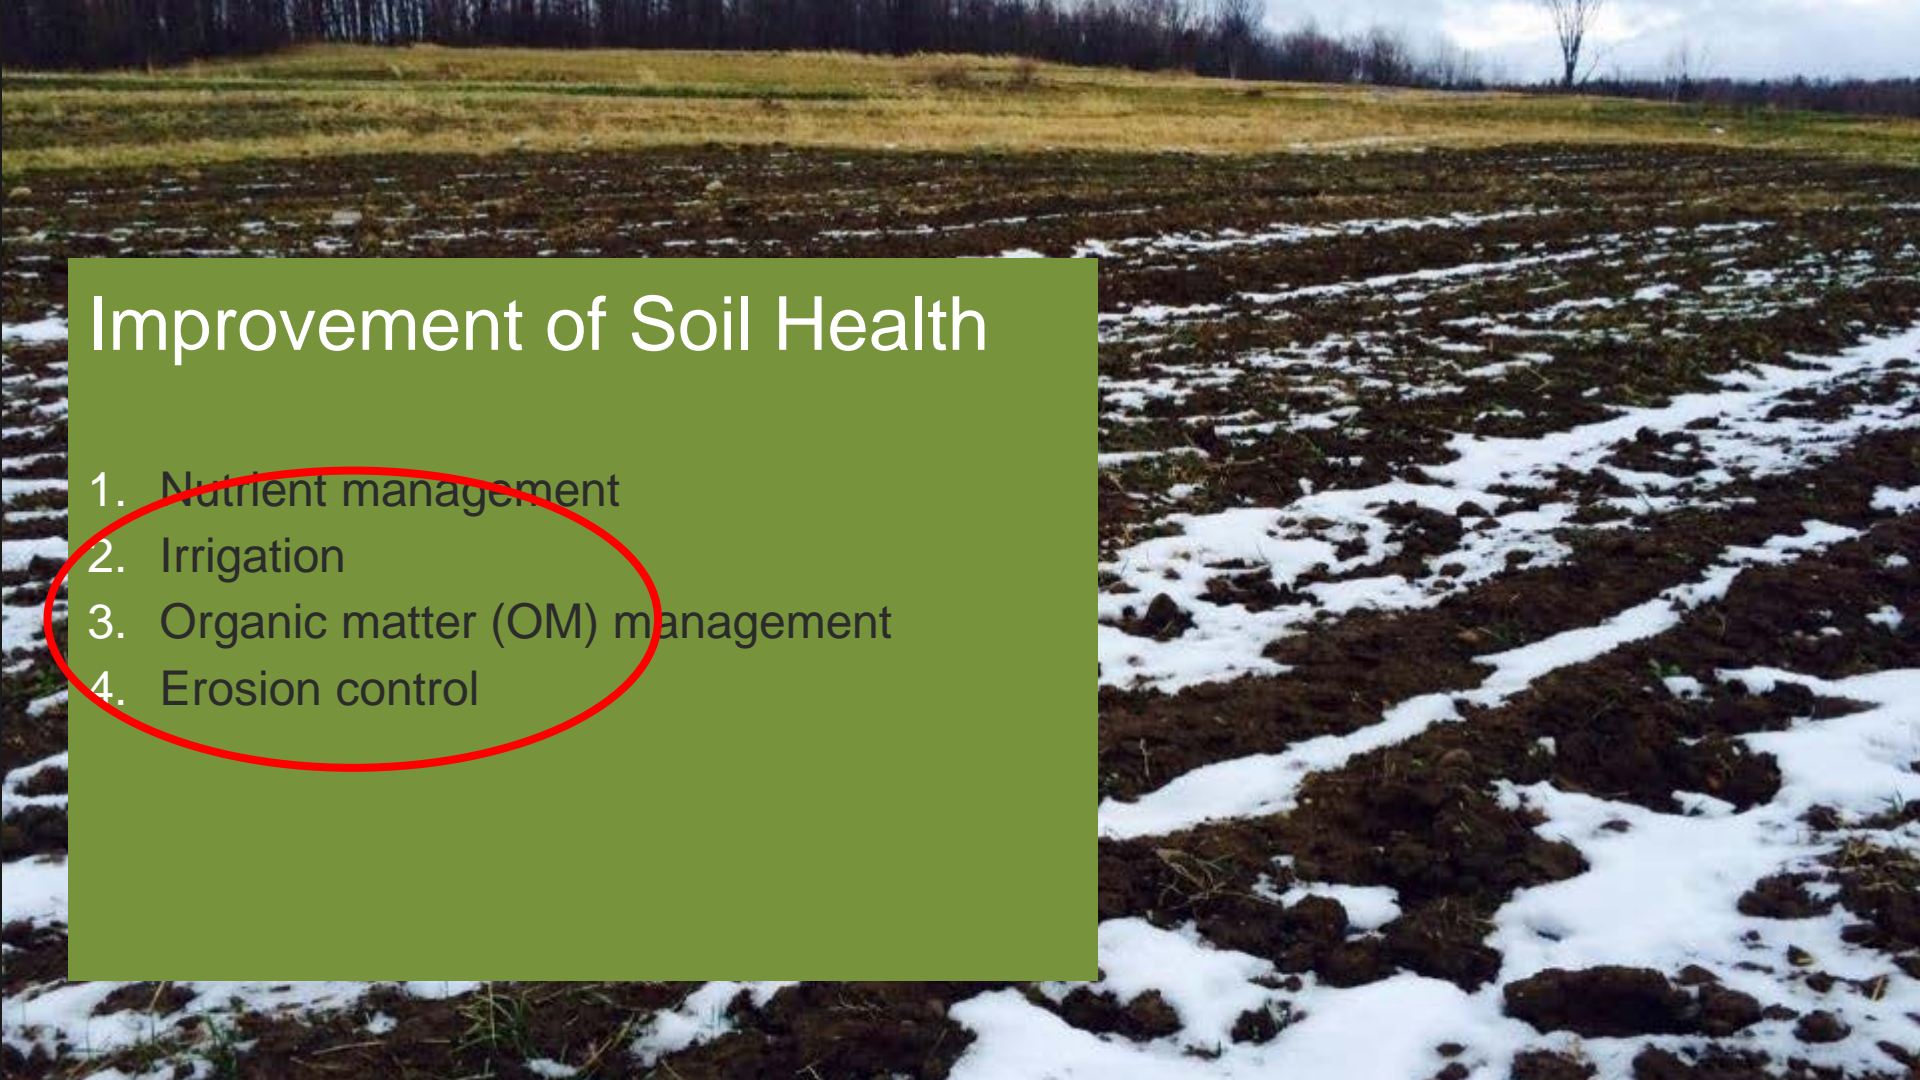 Improvement of Soil Health
1. Nutrient management
2. Irrigation
3. Organic matter (OM) management
4. Erosion control